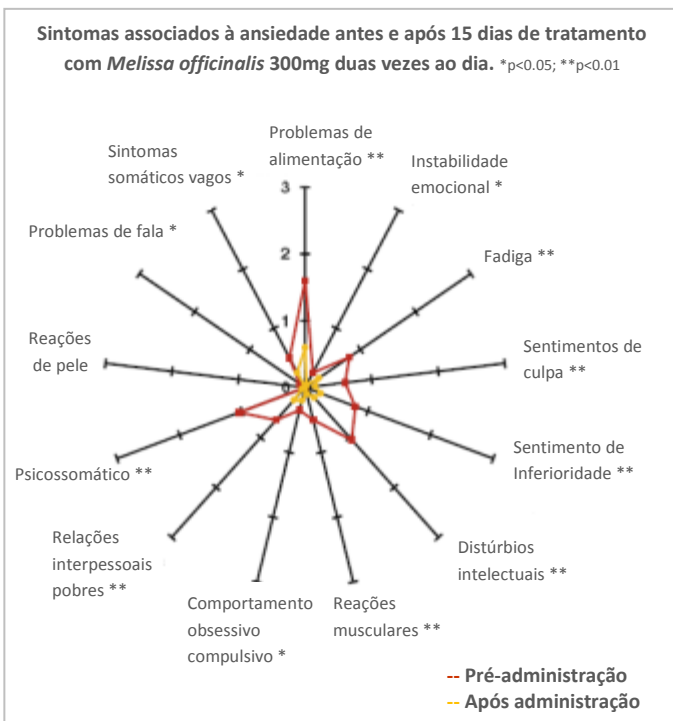 Sintomas associados à ansiedade antes e após 15 dias de tratamento
com Melissa officinalis 300mg duas vezes ao dia. *p<0.05; **p<0.01
Problemas de
alimentação **
Instabilidade
emocional *
Fadiga **
Sentimentos de
culpa **
Sentimento de
Inferioridade **
Distúrbios
intelectuais **
Reações
musculares **
Comportamento
obsessivo
compulsivo *
Relações
interpessoais
pobres **
Psicossomático **
Reações
de pele
Problemas de fala *
Sintomas
somáticos vagos *
3
2
1
0
-- Pré-administração
-- Após administração